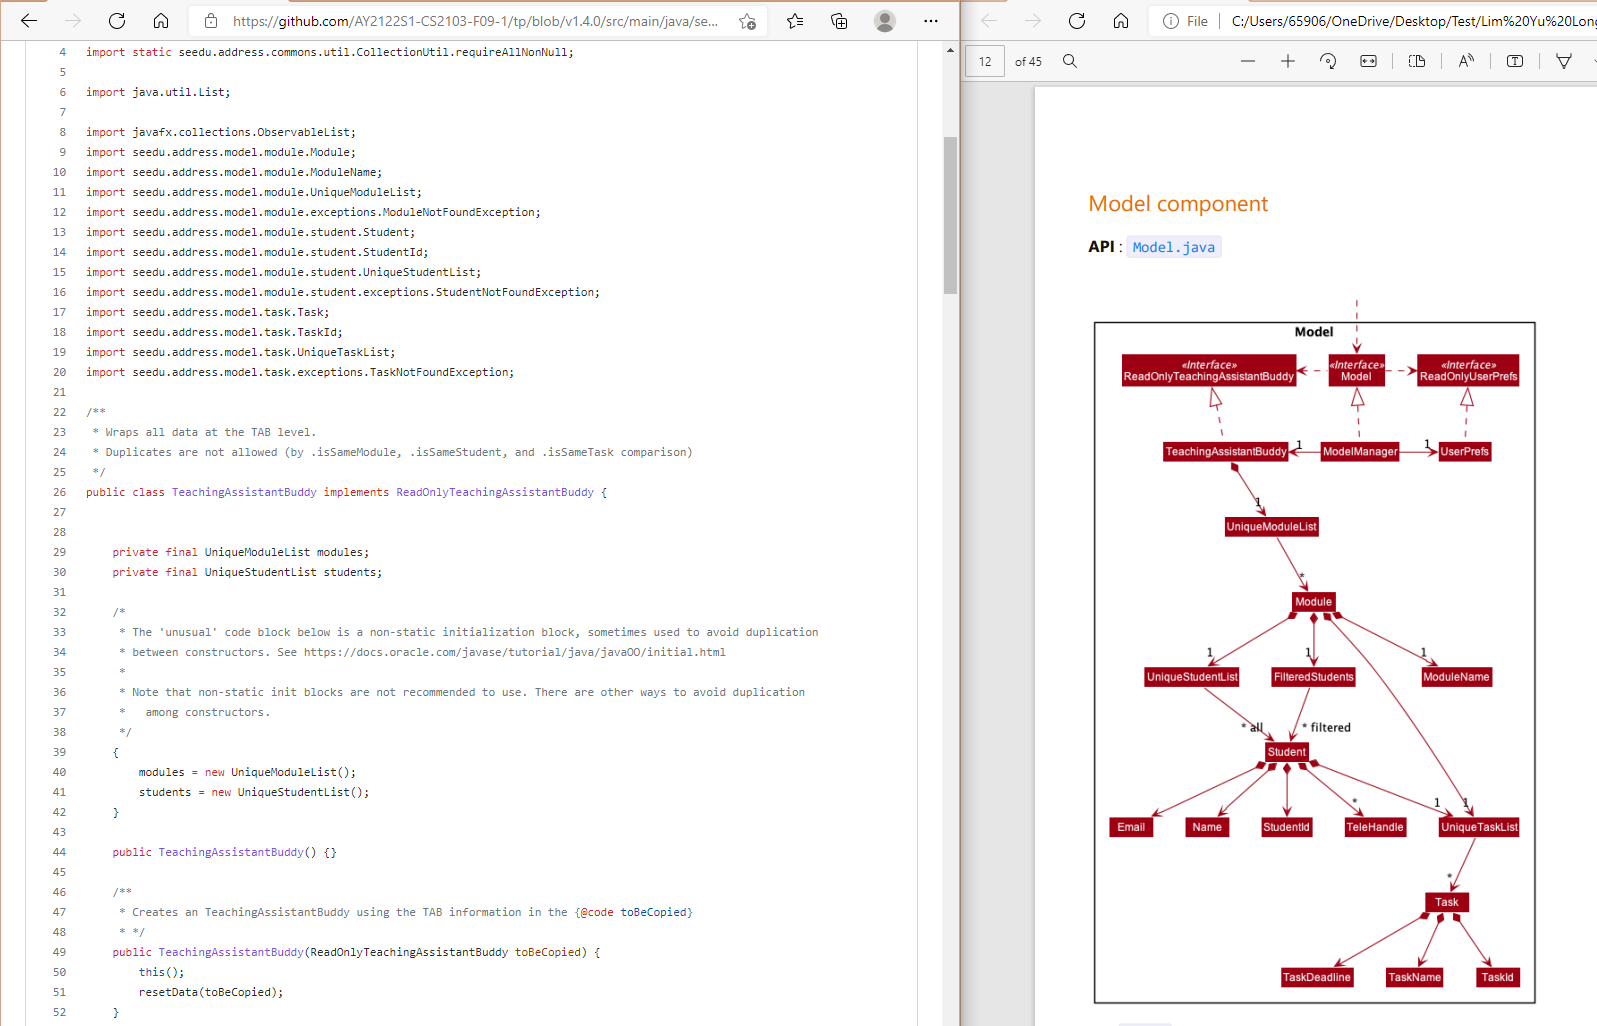 https://github.com/AY2122S1-CS2103-F09-1/tp/blob/v1.4.0/src/main/java/se...
4 import static seedu.address.commons.util.CollectionUtil.requireAllNonNull;
5
6 import java.util.List;
7
8 import javafx.collections.ObservableList;
9 import seedu.address.model.module.Module;
10 import seedu.address.model.module.ModuleName;
11 import seedu.address.model.module.UniqueModuleList;
12 import seedu.address.model.module.exceptions.ModuleNotFoundException;
13 import seedu.address.model.module.student.Student;
14 import seedu.address.model.module.student.StudentId;
15 import seedu.address.model.module.student.UniqueStudentList;
16 import seedu.address.model.module.student.exceptions.StudentNotFoundException;
17 import seedu.address.model.task.Task;
18 import seedu.address.model.task.TaskId;
19 import seedu.address.model.task.UniqueTaskList;
20 import seedu.address.model.task.exceptions.TaskNotFoundException;
21
22 /**
23 * Wraps all data at the TAB level.
24 * Duplicates are not allowed (by .isSameModule, .isSameStudent, and .isSameTask comparison)
25 */
26 public class TeachingAssistantBuddy implements ReadOnlyTeachingAssistantBuddy {
27
28
29 private final UniqueModuleList modules;
30 private final UniqueStudentList students;
31
32 /*
33 * The 'unusual' code block below is a non-static initialization block, sometimes used to avoid duplication
34 * between constructors. See https://docs.oracle.com/javase/tutorial/java/javaOO/initial.html
35 *
36 * Note that non-static init blocks are not recommended to use. There are other ways to avoid duplication
37 * among constructors.
38 */
39 {
40 modules = new UniqueModuleList();
41 students = new UniqueStudentList();
42 }
43
44 public TeachingAssistantBuddy() {}
45
46 /**
47 * Creates an TeachingAssistantBuddy using the TAB information in the {@code toBeCopied}
48 * */
49 public TeachingAssistantBuddy(ReadOnlyTeachingAssistantBuddy toBeCopied) {
50 this();
51 resetData(toBeCopied);
52 }
File C:/Users/65906/OneDrive/Desktop/Test/Lim%20Yu%20Long
12 of 45
Model component
API : Model.java
Model
«Interface» «Interface» «Interface»
ReadOnlyTeachingAssistantBuddy Model ReadOnlyUserPrefs
1 1
TeachingAssistantBuddy ModelManager UserPrefs
1
UniqueModuleList
*
Module
1 1 1
UniqueStudentList FilteredStudents ModuleName
* all * filtered
Student
* 1 1
Email Name StudentId TeleHandle UniqueTaskList
*
Task
TaskDeadline TaskName TaskId